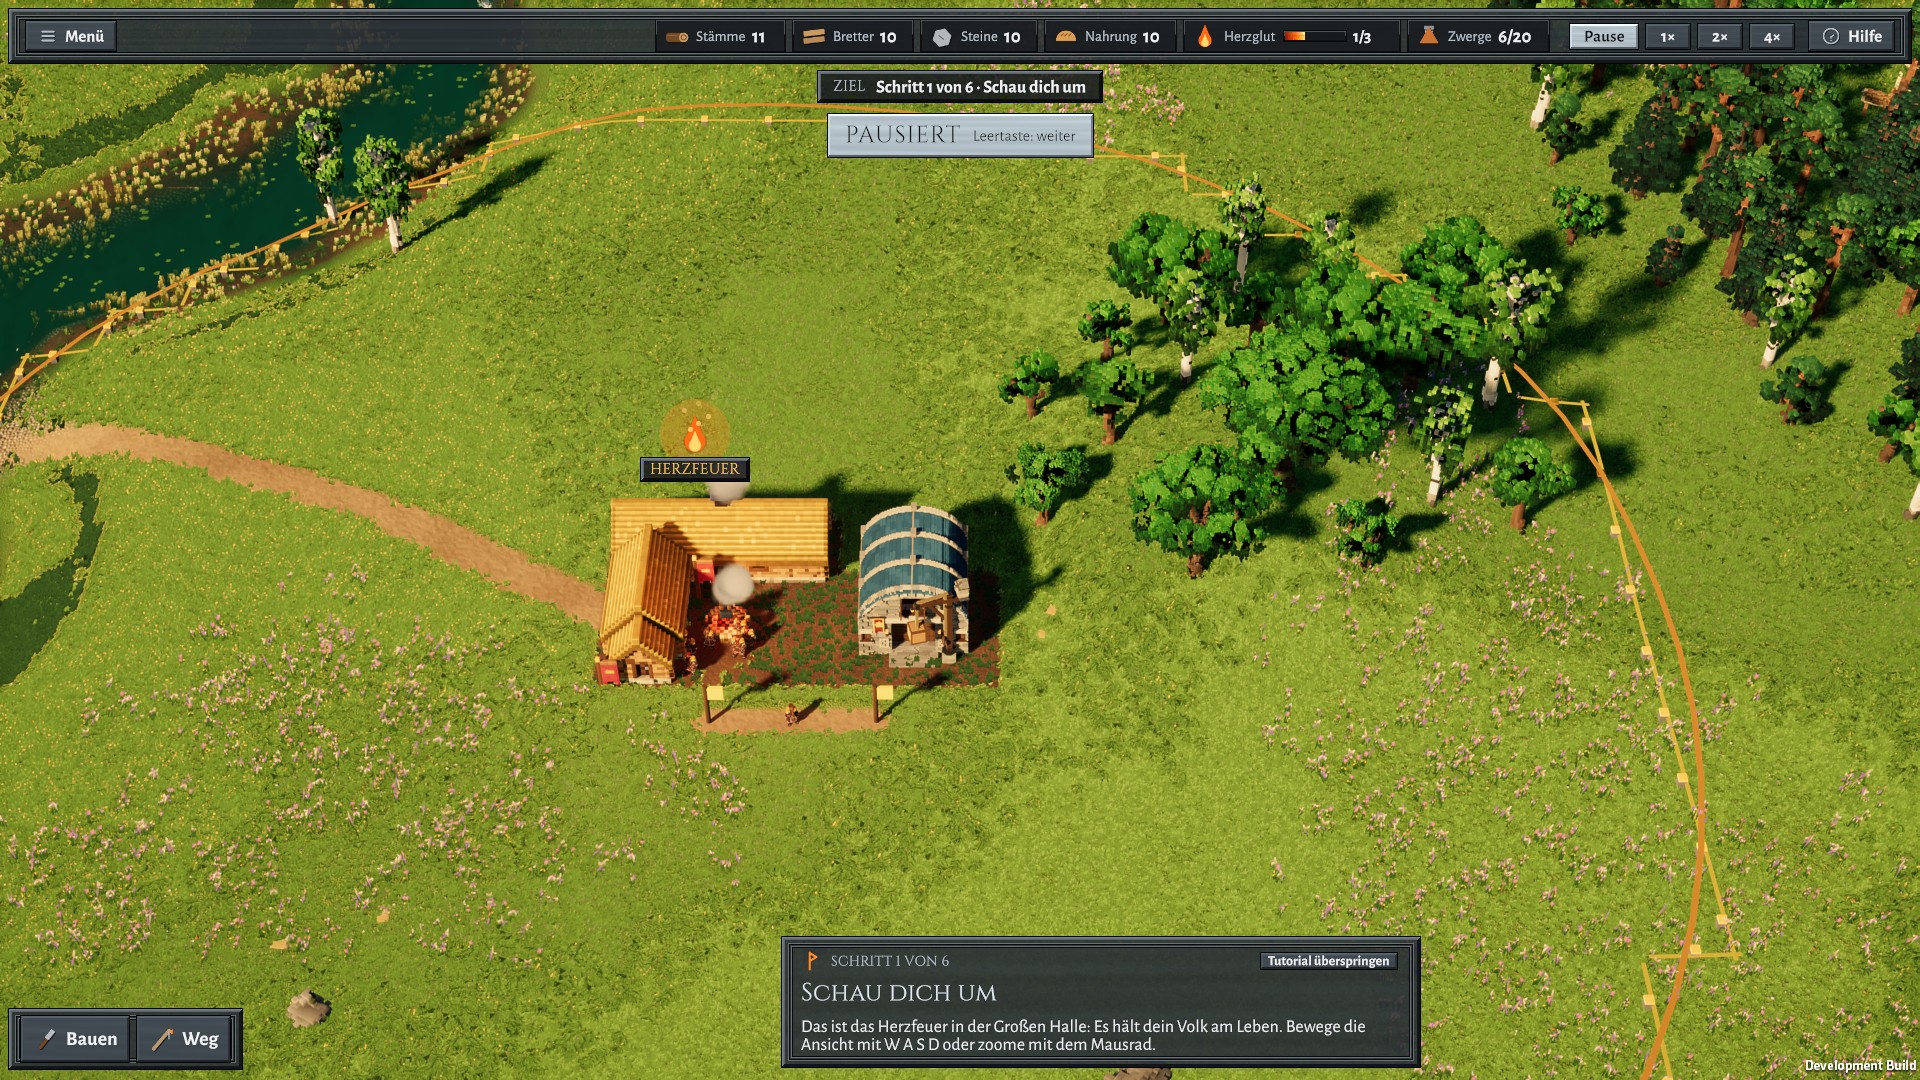 Menü
Stämme 11
Bretter 10
Steine 10
Nahrung 10
Herzglut 1/3
Zwerge 6/20
Pause
1×
2×
4×
Hilfe
ZIEL Schritt 1 von 6 · Schau dich um
PAUSIERT Leertaste: weiter
HERZFEUER
SCHRITT 1 VON 6
Tutorial überspringen
SCHAU DICH UM
Das ist das Herzfeuer in der Großen Halle: Es hält dein Volk am Leben. Bewege die
Ansicht mit W A S D oder zoome mit dem Mausrad.
Bauen
Weg
Development Build